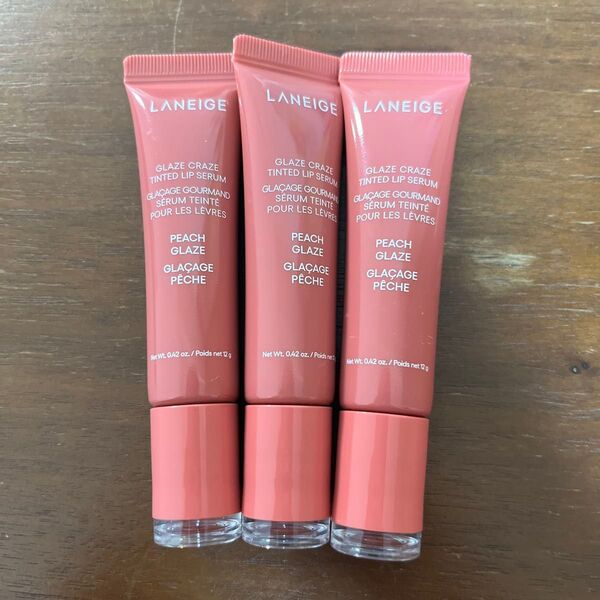 LANEIGE
GLAZE CRAZE
TINTED LIP SERUM
GLAÇAGE GOURMAND
SÉRUM TEINTÉ
POUR LES LÈVRES
PEACH
GLAZE
GLAÇAGE
PÊCHE
Net Wt. 0.42 oz. / Poids net 12 g
LANEIGE
GLAZE CRAZE
TINTED LIP SERUM
GLAÇAGE GOURMAND
SÉRUM TEINTÉ
POUR LES LÈVRES
PEACH
GLAZE
GLAÇAGE
PÊCHE
Net Wt. 0.42 oz. / Poids net
LANEIGE
GLAZE CRAZE
TINTED LIP SERUM
GLAÇAGE GOURMAND
SÉRUM TEINTÉ
POUR LES LÈVRES
PEACH
GLAZE
GLAÇAGE
PÊCHE
Net Wt. 0.42 oz. / Poids net 12 g